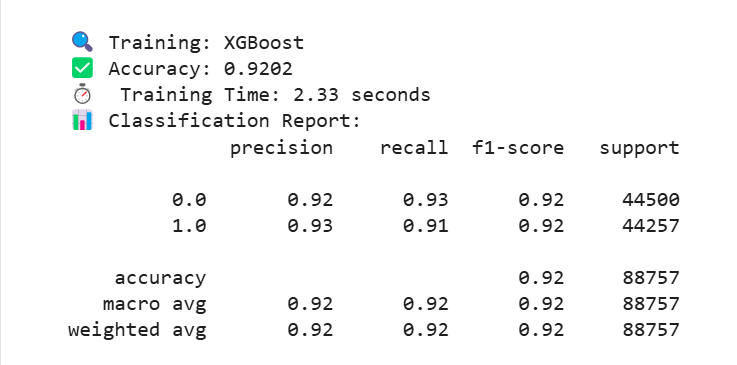 🔍 Training: XGBoost
✅ Accuracy: 0.9202
⏱ Training Time: 2.33 seconds
📊 Classification Report:
precision recall f1-score support
0.0 0.92 0.93 0.92 44500
1.0 0.93 0.91 0.92 44257
accuracy 0.92 88757
macro avg 0.92 0.92 0.92 88757
weighted avg 0.92 0.92 0.92 88757